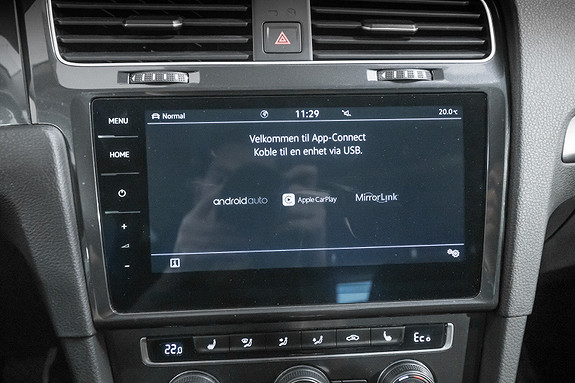 MENU
HOME
Normal
11:29
20.0°C
Velkommen til App-Connect
Koble til en enhet via USB.
androidauto Apple CarPlay MirrorLink
22.0